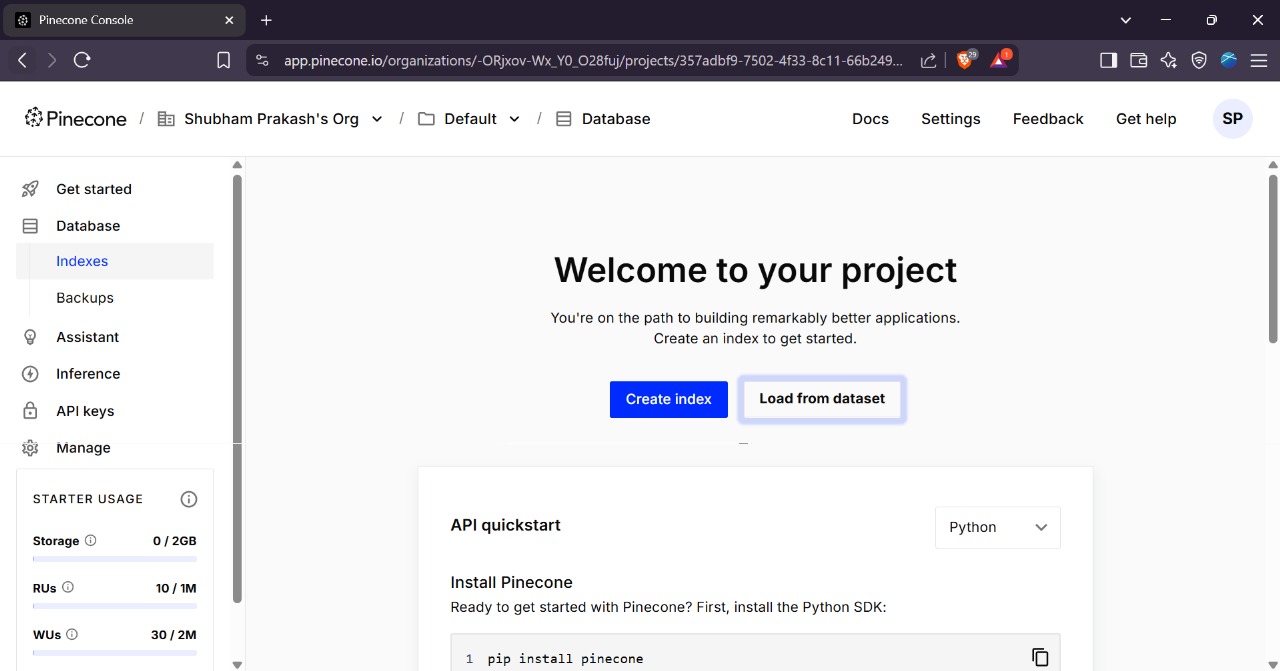 Pinecone Console
app.pinecone.io/organizations/-ORjxov-Wx_Y0_O28fuj/projects/357adbf9-7502-4f33-8c11-66b249...
29
1
Pinecone / Shubham Prakash's Org / Default / Database
Docs Settings Feedback Get help SP
Get started
Database
Indexes
Backups
Assistant
Inference
API keys
Manage
STARTER USAGE
Storage 0 / 2GB
RUs 10 / 1M
WUs 30 / 2M
Welcome to your project
You're on the path to building remarkably better applications.
Create an index to get started.
Create index Load from dataset
API quickstart Python
Install Pinecone
Ready to get started with Pinecone? First, install the Python SDK:
1 pip install pinecone